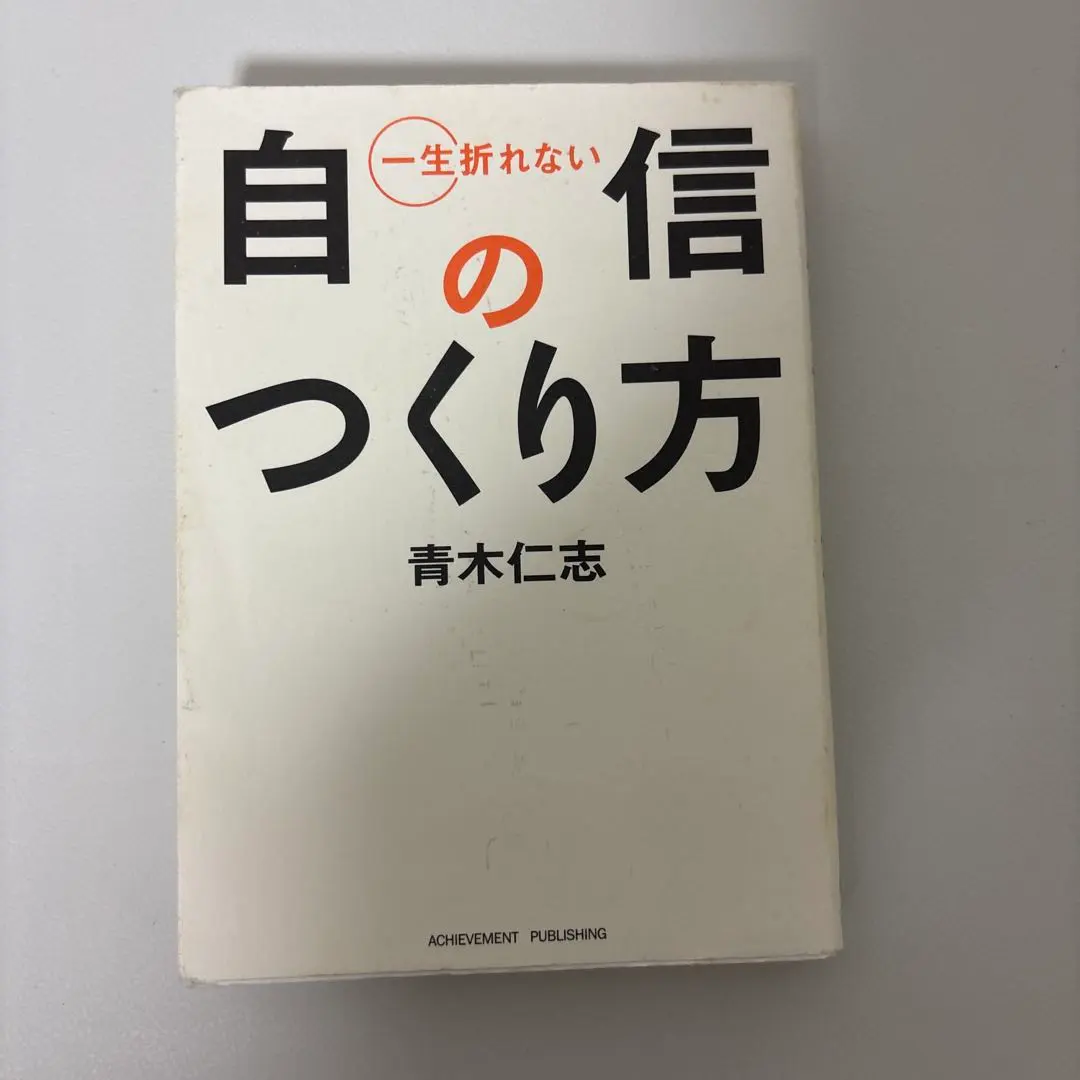 一生折れない
自信
の
つくり方
青木仁志
ACHIEVEMENT PUBLISHING